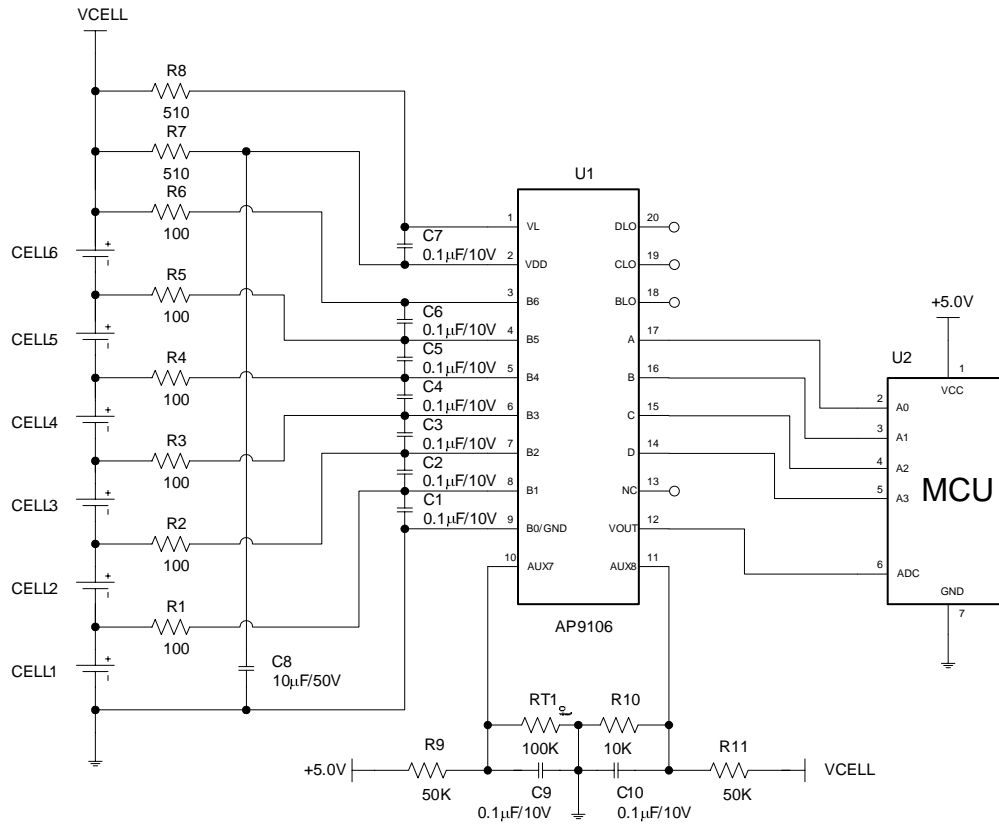 VCELL
R8
510
R7
510
R6
100
CELL6
+
-
R5
100
CELL5
+
-
R4
100
CELL4
+
-
R3
100
CELL3
+
-
R2
100
CELL2
+
-
R1
100
CELL1
+
-
C8
10μF/50V
C7
0.1μF/10V
C6
0.1μF/10V
C5
0.1μF/10V
C4
0.1μF/10V
C3
0.1μF/10V
C2
0.1μF/10V
C1
0.1μF/10V
U1
1 VL
2 VDD
3 B6
4 B5
5 B4
6 B3
7 B2
8 B1
9 B0/GND
10 AUX7
DLO 20
CLO 19
BLO 18
A 17
B 16
C 15
D 14
NC 13
VOUT 12
AUX8 11
AP9106
+5.0V
U2
1
VCC
2 A0
3 A1
4 A2
5 A3
MCU
6 ADC
GND
7
RT1
to
100K
R10
10K
+5.0V
R9
50K
C9
0.1μF/10V
C10
0.1μF/10V
R11
50K
VCELL